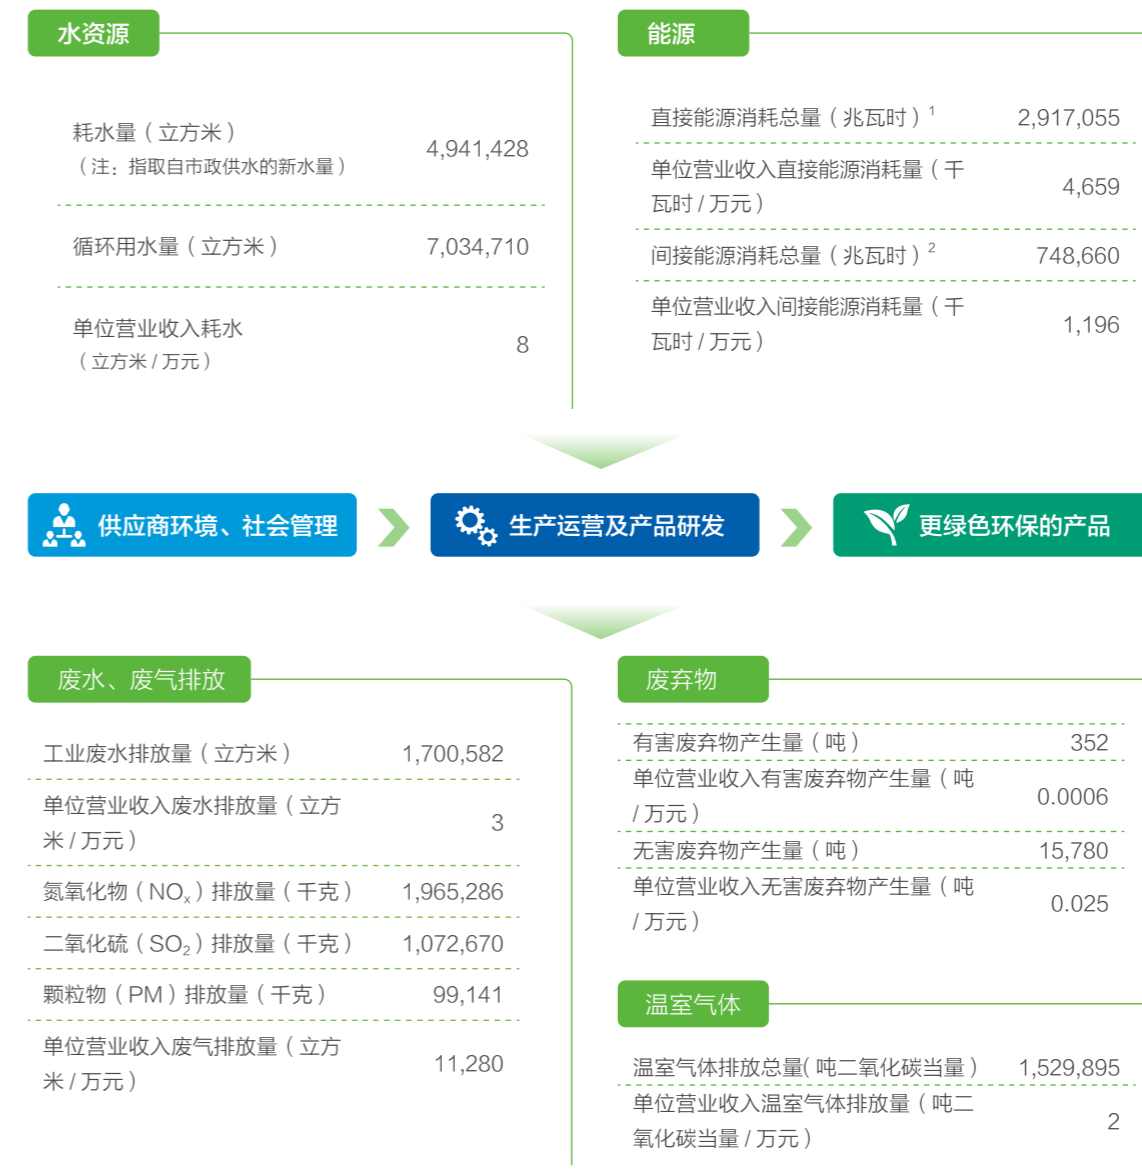 水资源
耗水量（立方米）
4,941,428
（注：指取自市政供水的新水量）
循环用水量（立方米）
7,034,710
单位营业收入耗水
（立方米 / 万元）
8
能源
直接能源消耗总量（兆瓦时）1
2,917,055
单位营业收入直接能源消耗量（千
瓦时 / 万元）
4,659
间接能源消耗总量（兆瓦时）2
748,660
单位营业收入间接能源消耗量（千
瓦时 / 万元）
1,196
供应商环境、社会管理
生产运营及产品研发
更绿色环保的产品
废水、废气排放
工业废水排放量（立方米）
1,700,582
单位营业收入废水排放量（立方
米 / 万元）
3
氮氧化物（NOx）排放量（千克）
1,965,286
二氧化硫（SO2）排放量（千克）
1,072,670
颗粒物（PM）排放量（千克）
99,141
单位营业收入废气排放量（立方
米 / 万元）
11,280
废弃物
有害废弃物产生量（吨）
352
单位营业收入有害废弃物产生量（吨
/ 万元）
0.0006
无害废弃物产生量（吨）
15,780
单位营业收入无害废弃物产生量（吨
/ 万元）
0.025
温室气体
温室气体排放总量（吨二氧化碳当量）
1,529,895
单位营业收入温室气体排放量（吨二
氧化碳当量 / 万元）
2